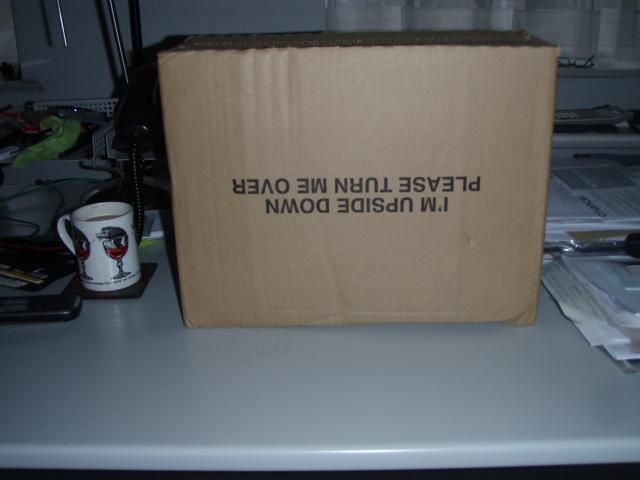 I'M UPSIDE DOWN
PLEASE TURN ME OVER